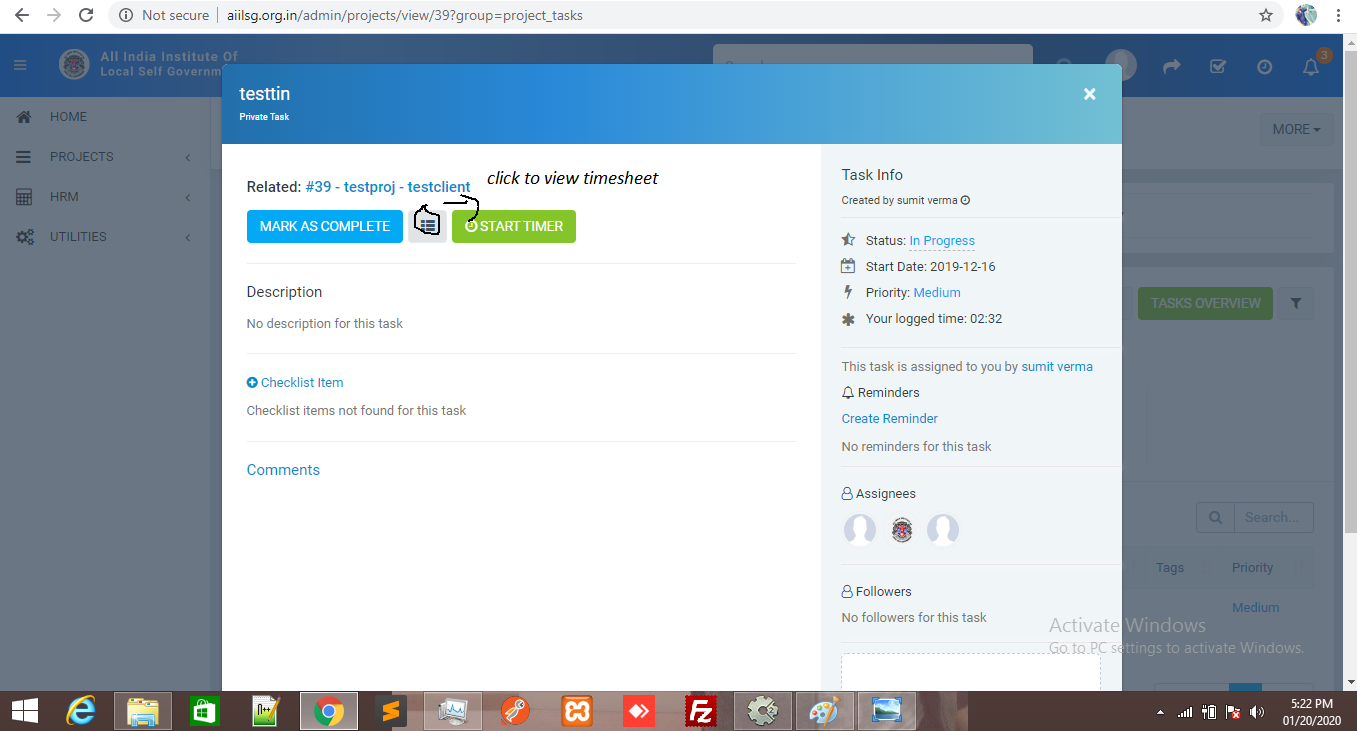 Not secure | aiilsg.org.in/admin/projects/view/39?group=project_tasks
All India Institute Of
Local Self Governm
3
HOME
PROJECTS
HRM
UTILITIES
MORE
testtin
Private Task
×
Related: #39 - testproj - testclient
click to view timesheet
MARK AS COMPLETE
START TIMER
Description
No description for this task
Checklist Item
Checklist items not found for this task
Comments
Task Info
Created by sumit verma
Status: In Progress
Start Date: 2019-12-16
Priority: Medium
Your logged time: 02:32
This task is assigned to you by sumit verma
Reminders
Create Reminder
No reminders for this task
Assignees
Followers
No followers for this task
TASKS OVERVIEW
Search...
Tags
Priority
Medium
Activate Windows
Go to PC settings to activate Windows.
5:22 PM
01/20/2020